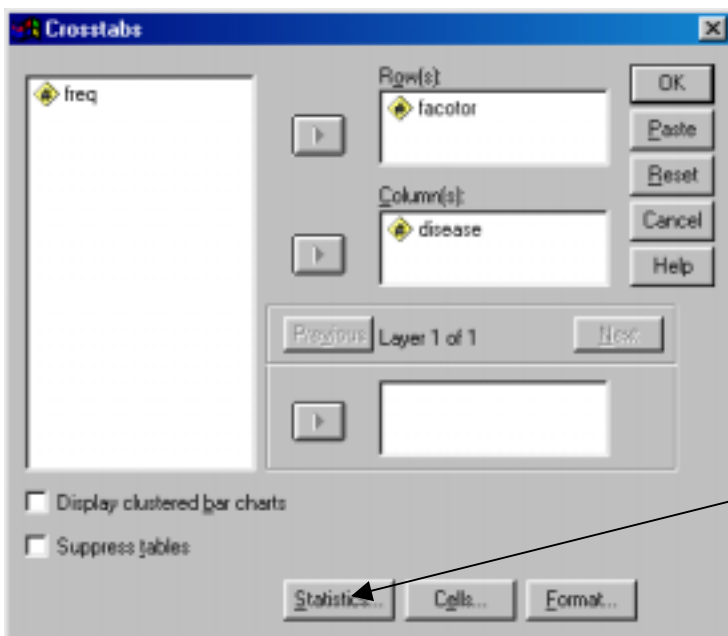 Crosstabs
freq
Row(s):
facotor
Column(s):
disease
OK
Paste
Reset
Cancel
Help
Previous
Layer 1 of 1
Next
Display clustered bar charts
Suppress tables
Statistics...
Cells...
Format...